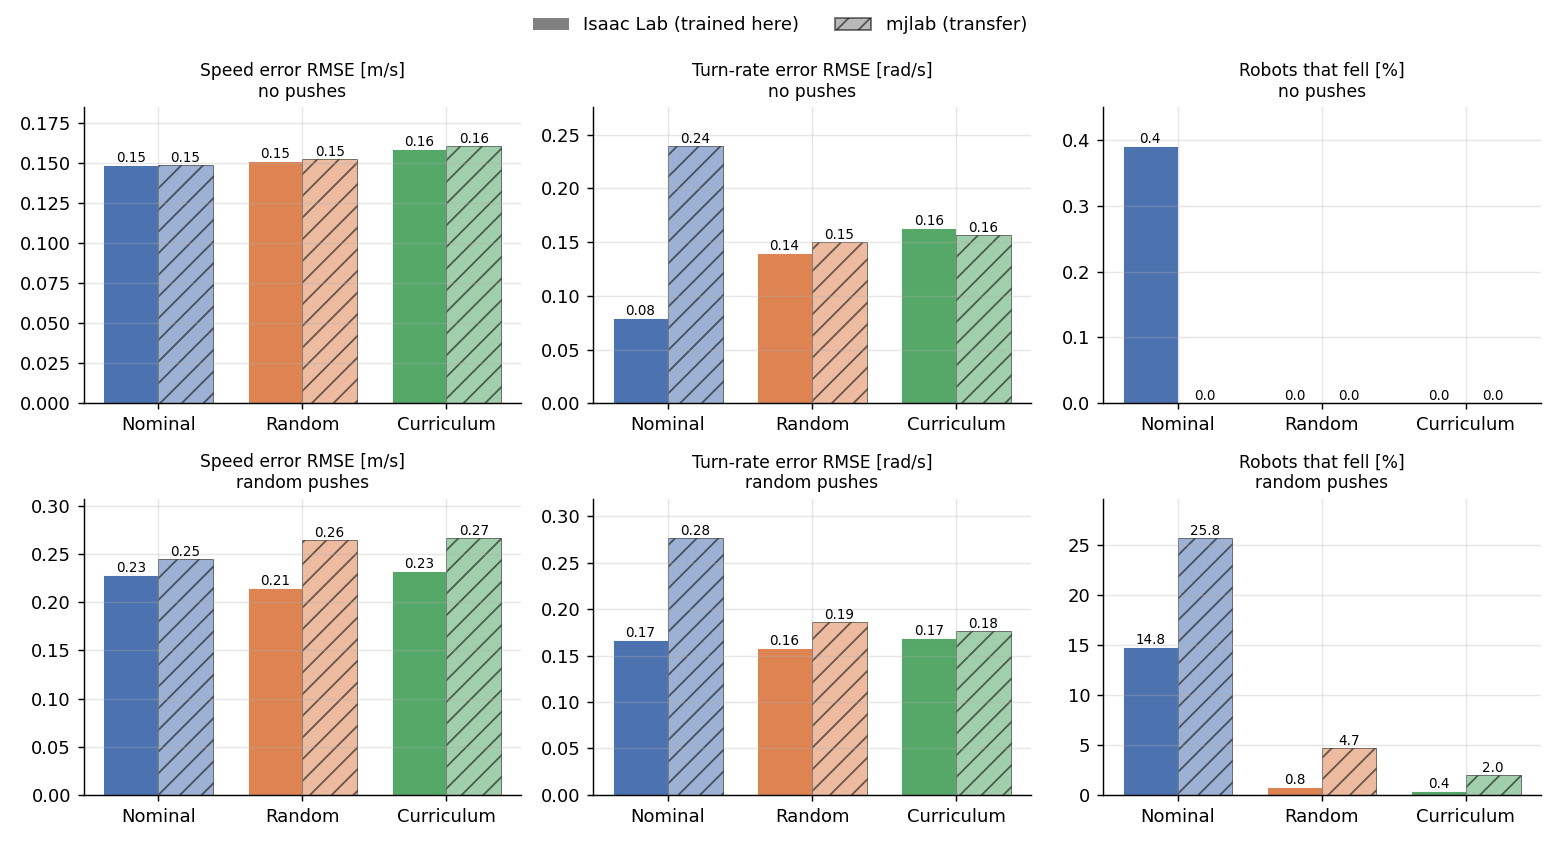 Isaac Lab (trained here)
mjlab (transfer)
Speed error RMSE [m/s]
no pushes
0.175
0.150
0.125
0.100
0.075
0.050
0.025
0.000
0.15
0.15
0.15
0.15
0.16
0.16
Nominal
Random
Curriculum
Turn-rate error RMSE [rad/s]
no pushes
0.25
0.20
0.15
0.10
0.05
0.00
0.08
0.24
0.14
0.15
0.16
0.16
Nominal
Random
Curriculum
Robots that fell [%]
no pushes
0.4
0.3
0.2
0.1
0.0
0.4
0.0
0.0
0.0
0.0
0.0
Nominal
Random
Curriculum
Speed error RMSE [m/s]
random pushes
0.30
0.25
0.20
0.15
0.10
0.05
0.00
0.23
0.25
0.21
0.26
0.23
0.27
Nominal
Random
Curriculum
Turn-rate error RMSE [rad/s]
random pushes
0.30
0.25
0.20
0.15
0.10
0.05
0.00
0.17
0.28
0.16
0.19
0.17
0.18
Nominal
Random
Curriculum
Robots that fell [%]
random pushes
25
20
15
10
5
0
14.8
25.8
0.8
4.7
0.4
2.0
Nominal
Random
Curriculum